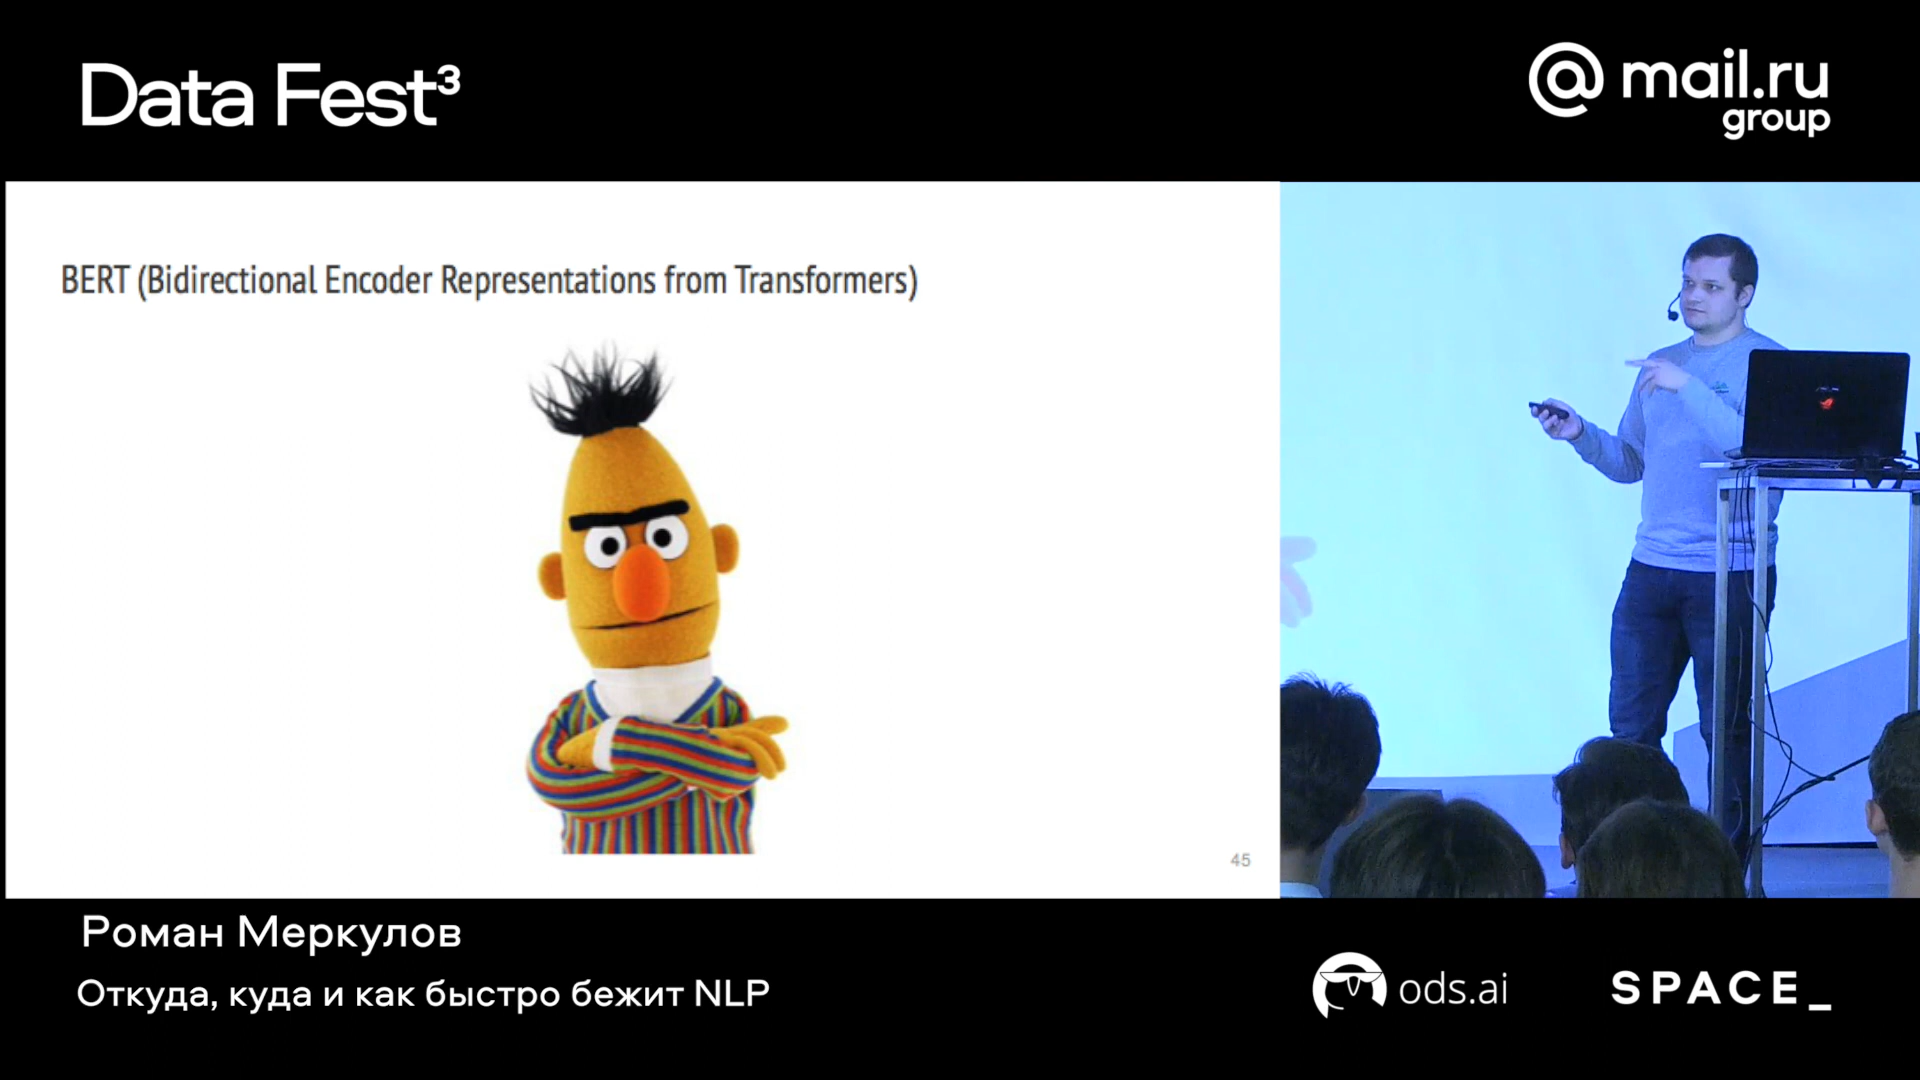 Data Fest³
@mail.ru
group
BERT (Bidirectional Encoder Representations from Transformers)
45
Роман Меркулов
Откуда, куда и как быстро бежит NLP
ods.ai
SPACE_